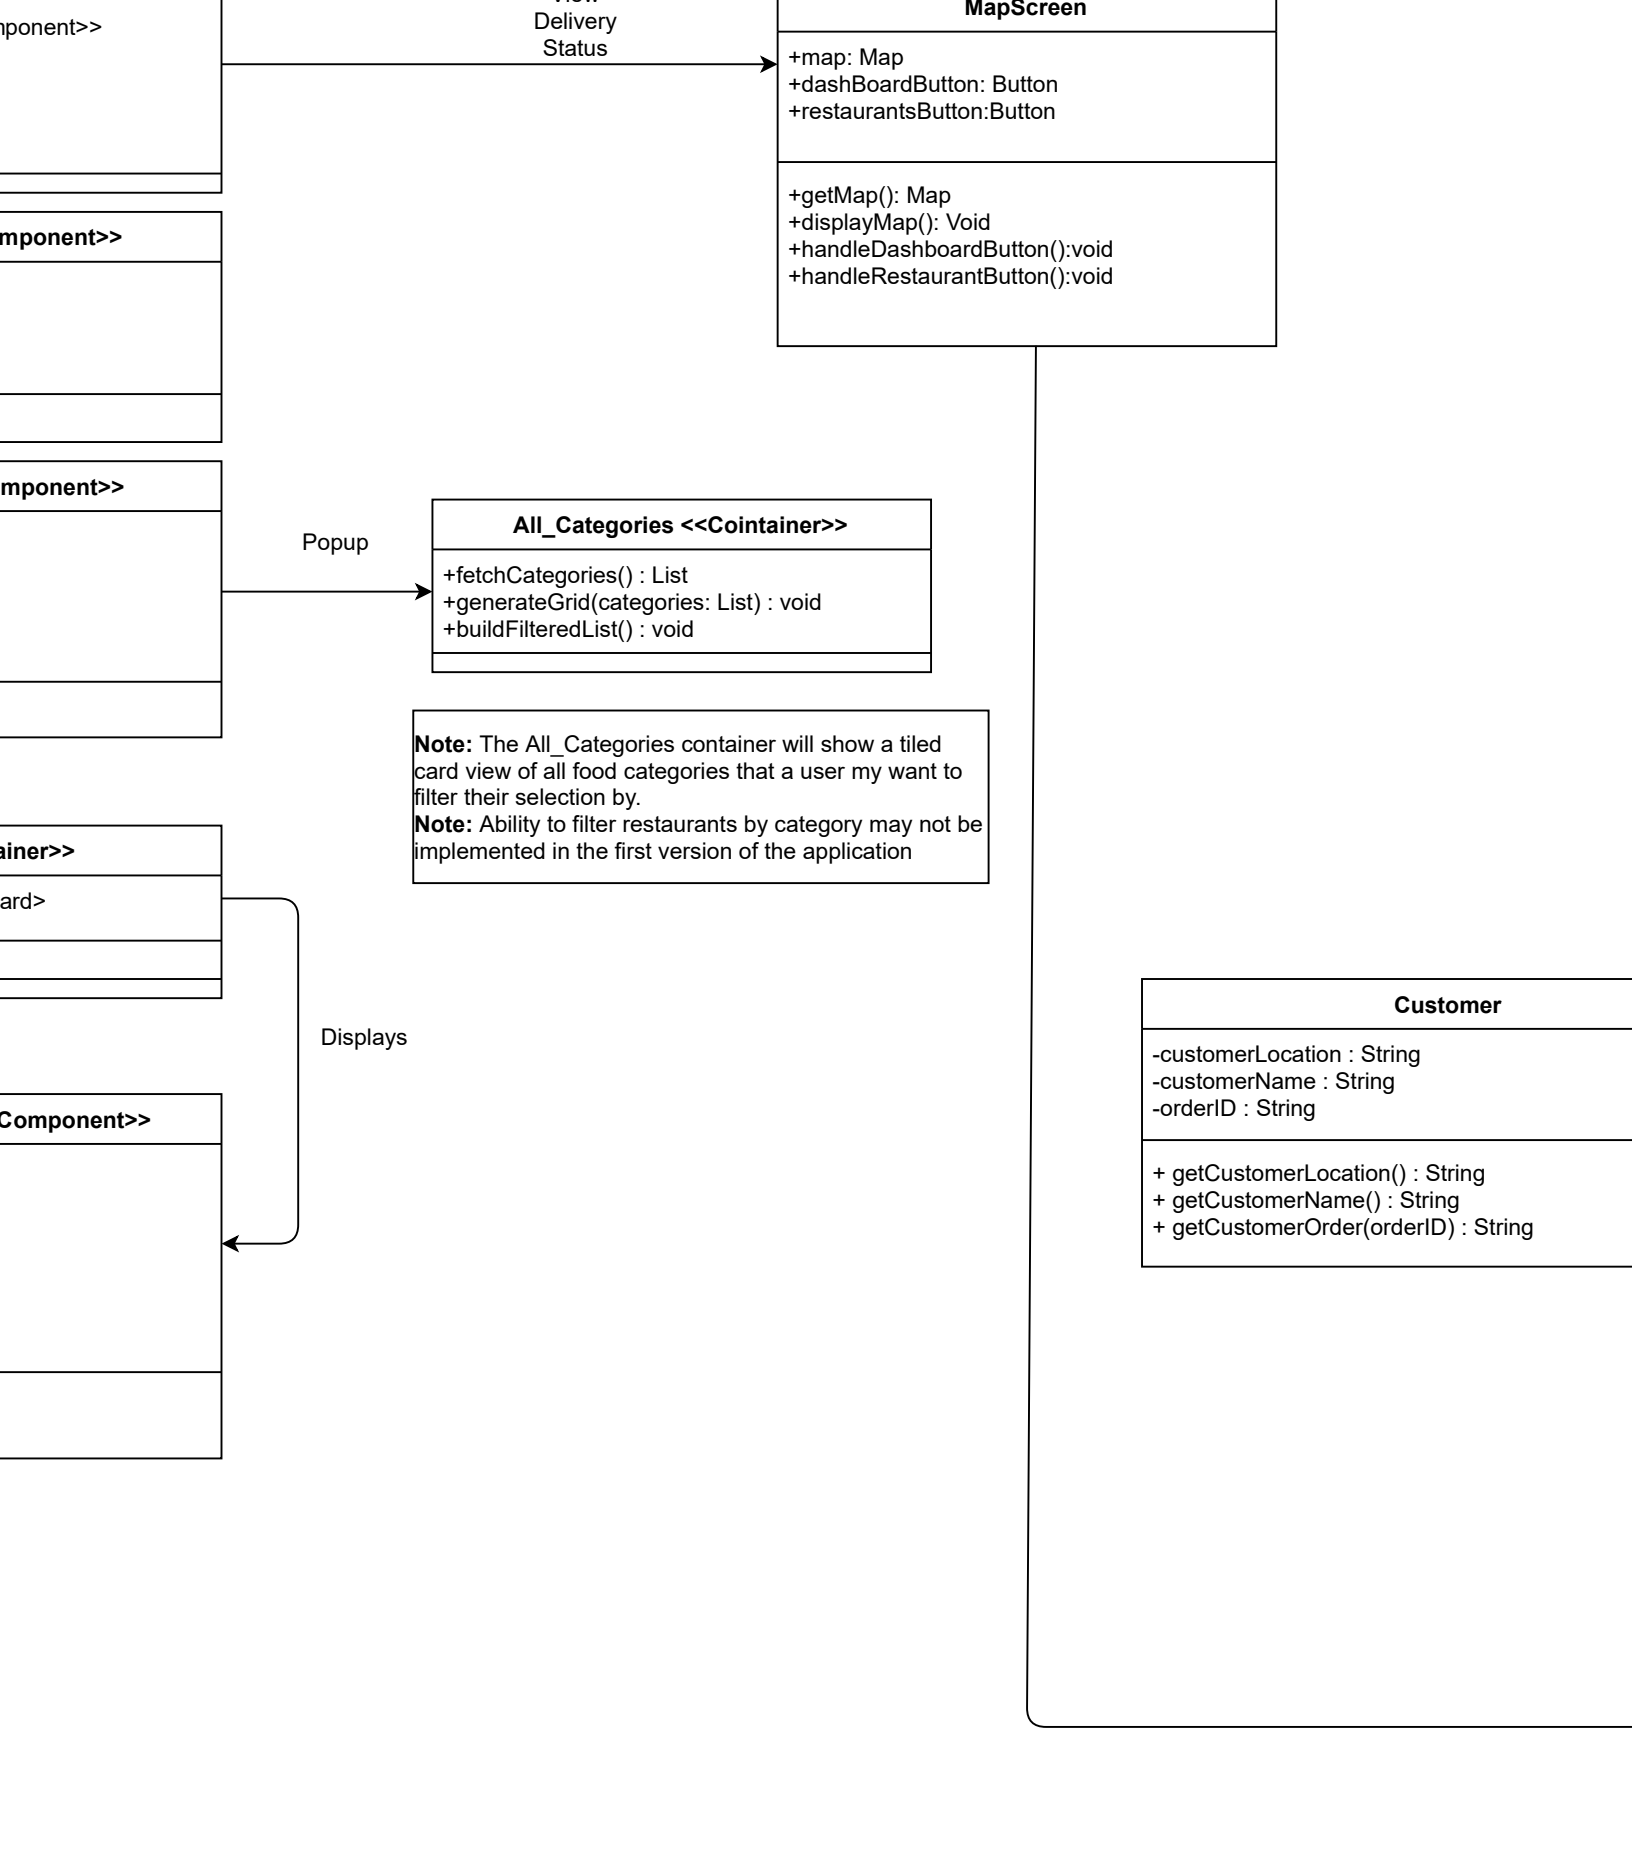 MapScreen
Delivery
Status
+map: Map
+dashBoardButton: Button
+restaurantsButton:Button
+getMap(): Map
+displayMap(): Void
+handleDashboardButton():void
+handleRestaurantButton():void
mponent>>
mponent>>
mponent>>
Popup
All_Categories <<Cointainer>>
+fetchCategories() : List
+generateGrid(categories: List) : void
+buildFilteredList() : void
Note: The All_Categories container will show a tiled
card view of all food categories that a user my want to
filter their selection by.
Note: Ability to filter restaurants by category may not be
implemented in the first version of the application
ainer>>
ard>
Displays
Component>>
Customer
-customerLocation : String
-customerName : String
-orderID : String
+ getCustomerLocation() : String
+ getCustomerName() : String
+ getCustomerOrder(orderID) : String